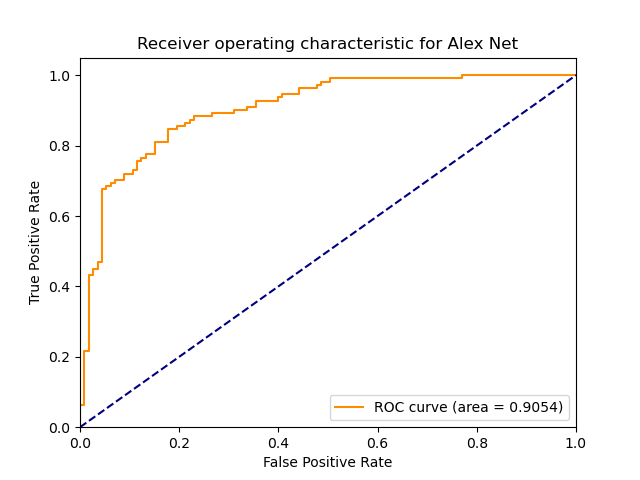 Receiver operating characteristic for Alex Net
True Positive Rate
1.0
0.8
0.6
0.4
0.2
0.0
ROC curve (area = 0.9054)
0.0 0.2 0.4 0.6 0.8 1.0
False Positive Rate